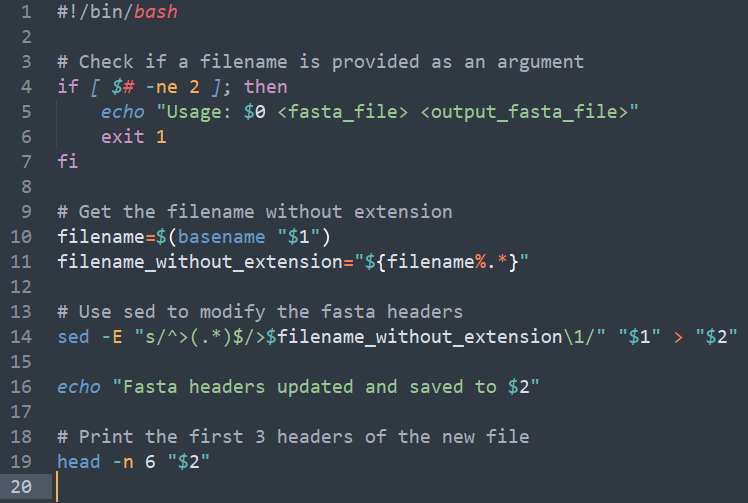 1 #!/bin/bash
2
3 # Check if a filename is provided as an argument
4 if [ $# -ne 2 ]; then
5     echo "Usage: $0 <fasta_file> <output_fasta_file>"
6     exit 1
7 fi
8
9 # Get the filename without extension
10 filename=$(basename "$1")
11 filename_without_extension="${filename%.*}"
12
13 # Use sed to modify the fasta headers
14 sed -E "s/^>(.*)$/>$filename_without_extension\1/" "$1" > "$2"
15
16 echo "Fasta headers updated and saved to $2"
17
18 # Print the first 3 headers of the new file
19 head -n 6 "$2"
20